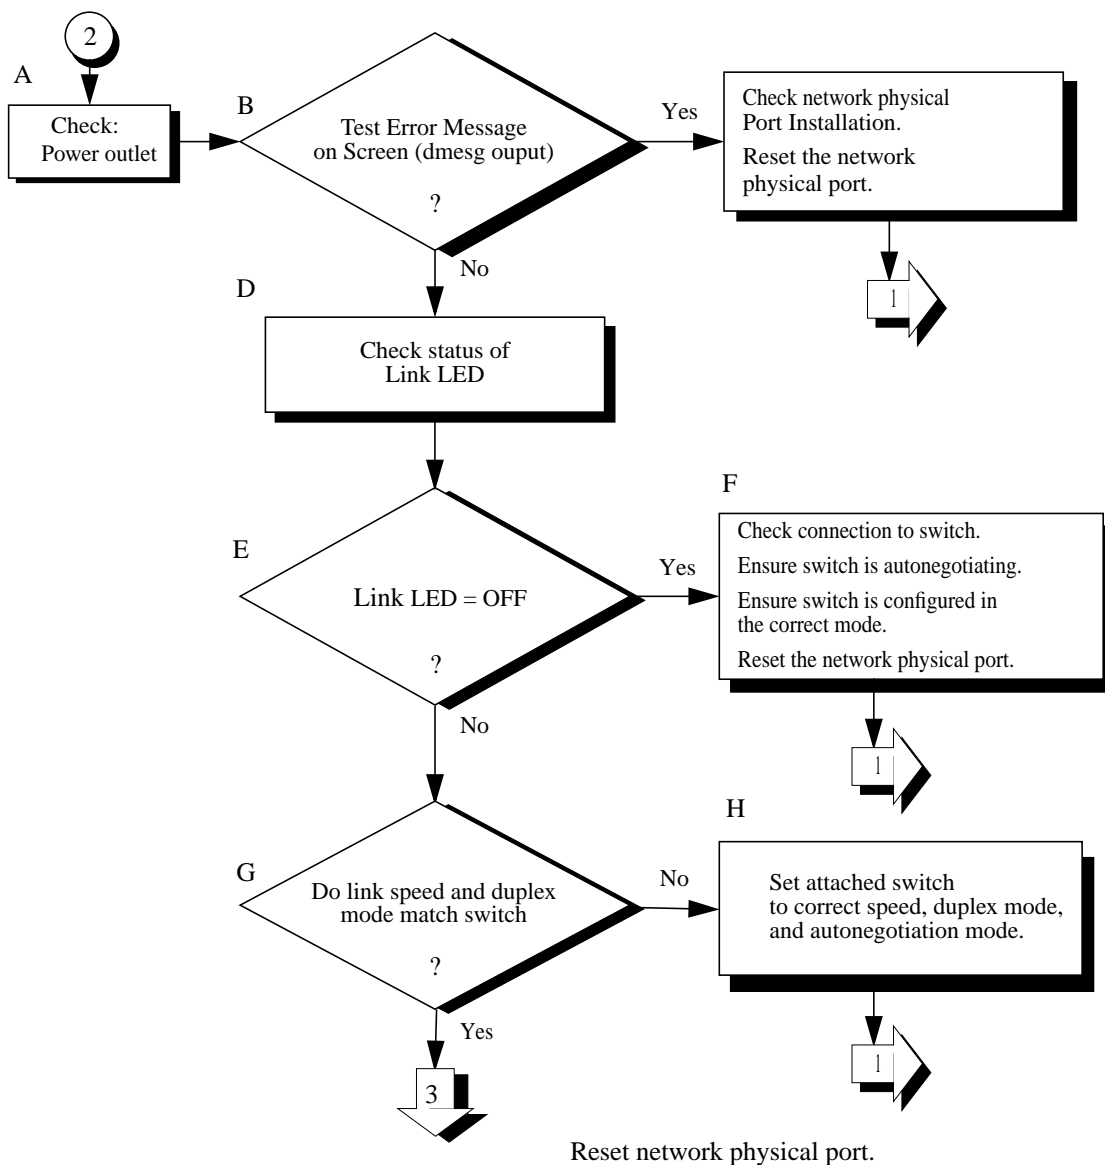 2
A
Check:
Power outlet
B
Test Error Message
on Screen (dmesg ouput)
?
Yes
Check network physical
Port Installation.
Reset the network
physical port.
1
No
D
Check status of
Link LED
E
Link LED = OFF
?
Yes
F
Check connection to switch.
Ensure switch is autonegotiating.
Ensure switch is configured in
the correct mode.
Reset the network physical port.
1
No
G
Do link speed and duplex
mode match switch
?
No
H
Set attached switch
to correct speed, duplex mode,
and autonegotiation mode.
1
Yes
3
Reset network physical port.